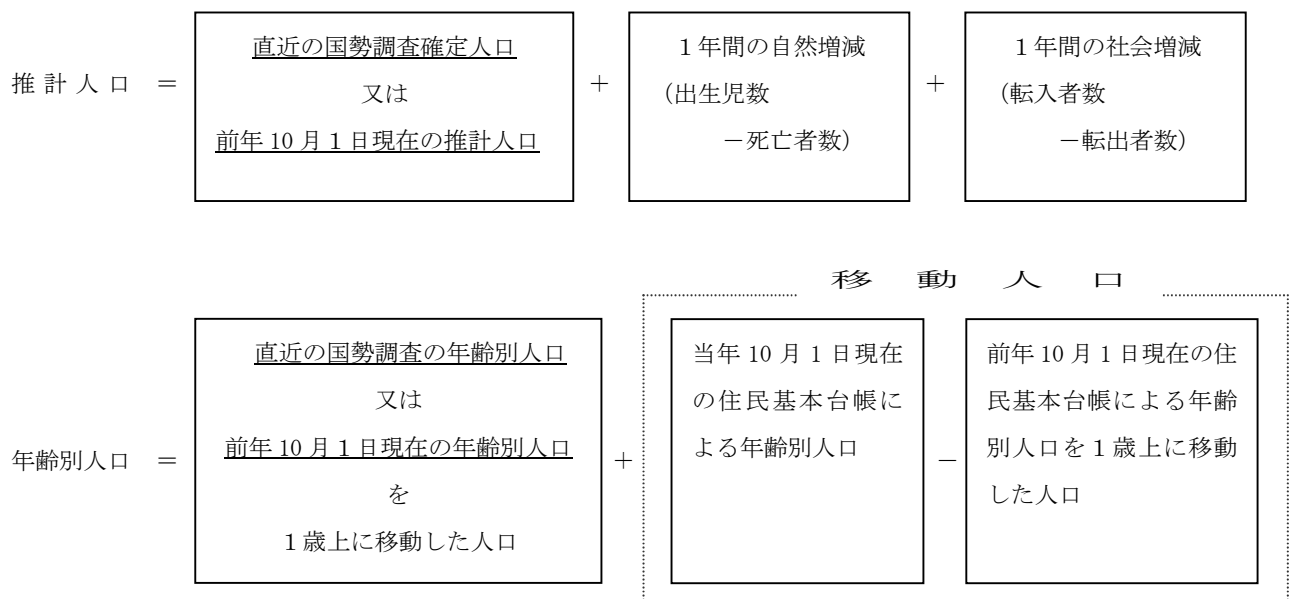 直近の国勢調査確定人口
又は
前年10月1日現在の推計人口
推計人口 =
+
1年間の自然増減
(出生児数
-死亡者数)
+
1年間の社会増減
(転入者数
-転出者数)
移動人口
年齢別人口 =
直近の国勢調査の年齢別人口
又は
前年10月1日現在の年齢別人口
を
1歳上に移動した人口
+
当年10月1日現在
の住民基本台帳に
よる年齢別人口
-
前年10月1日現在の住
民基本台帳による年齢
別人口を1歳上に移動
した人口